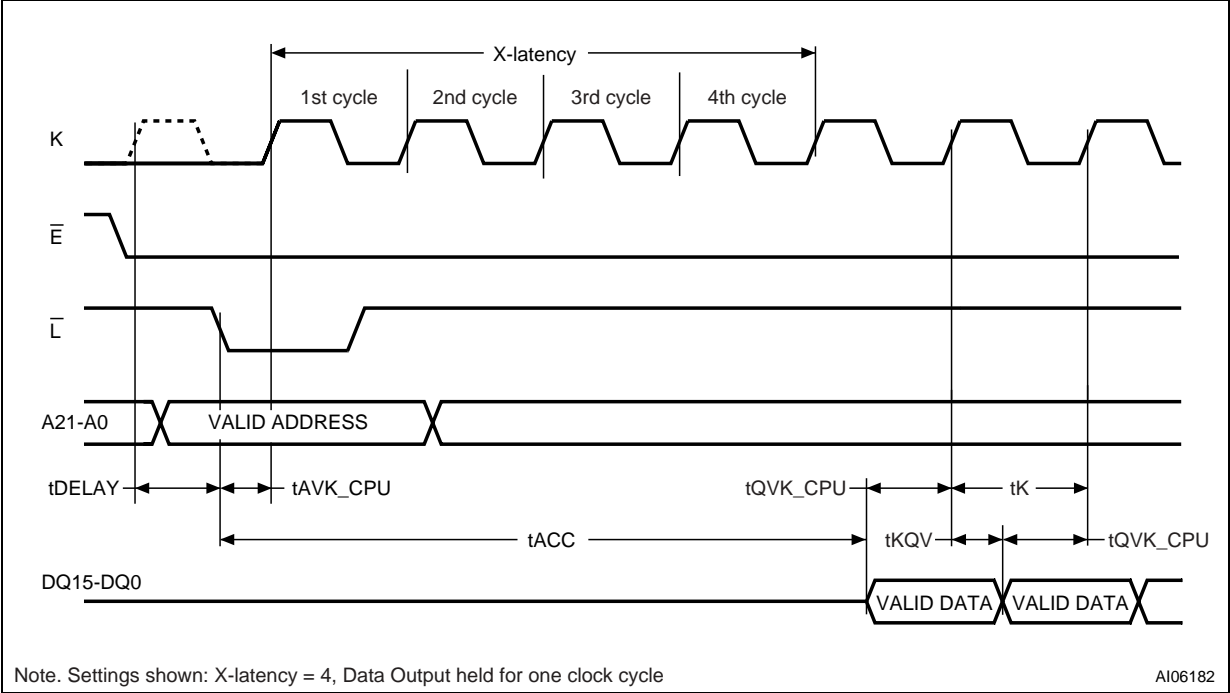 X-latency
1st cycle
2nd cycle
3rd cycle
4th cycle
K
E
L
A21-A0
VALID ADDRESS
tDELAY
tAVK_CPU
tQVK_CPU
tK
tACC
tKQV
tQVK_CPU
DQ15-DQ0
VALID DATA
VALID DATA
Note. Settings shown: X-latency = 4, Data Output held for one clock cycle
AI06182